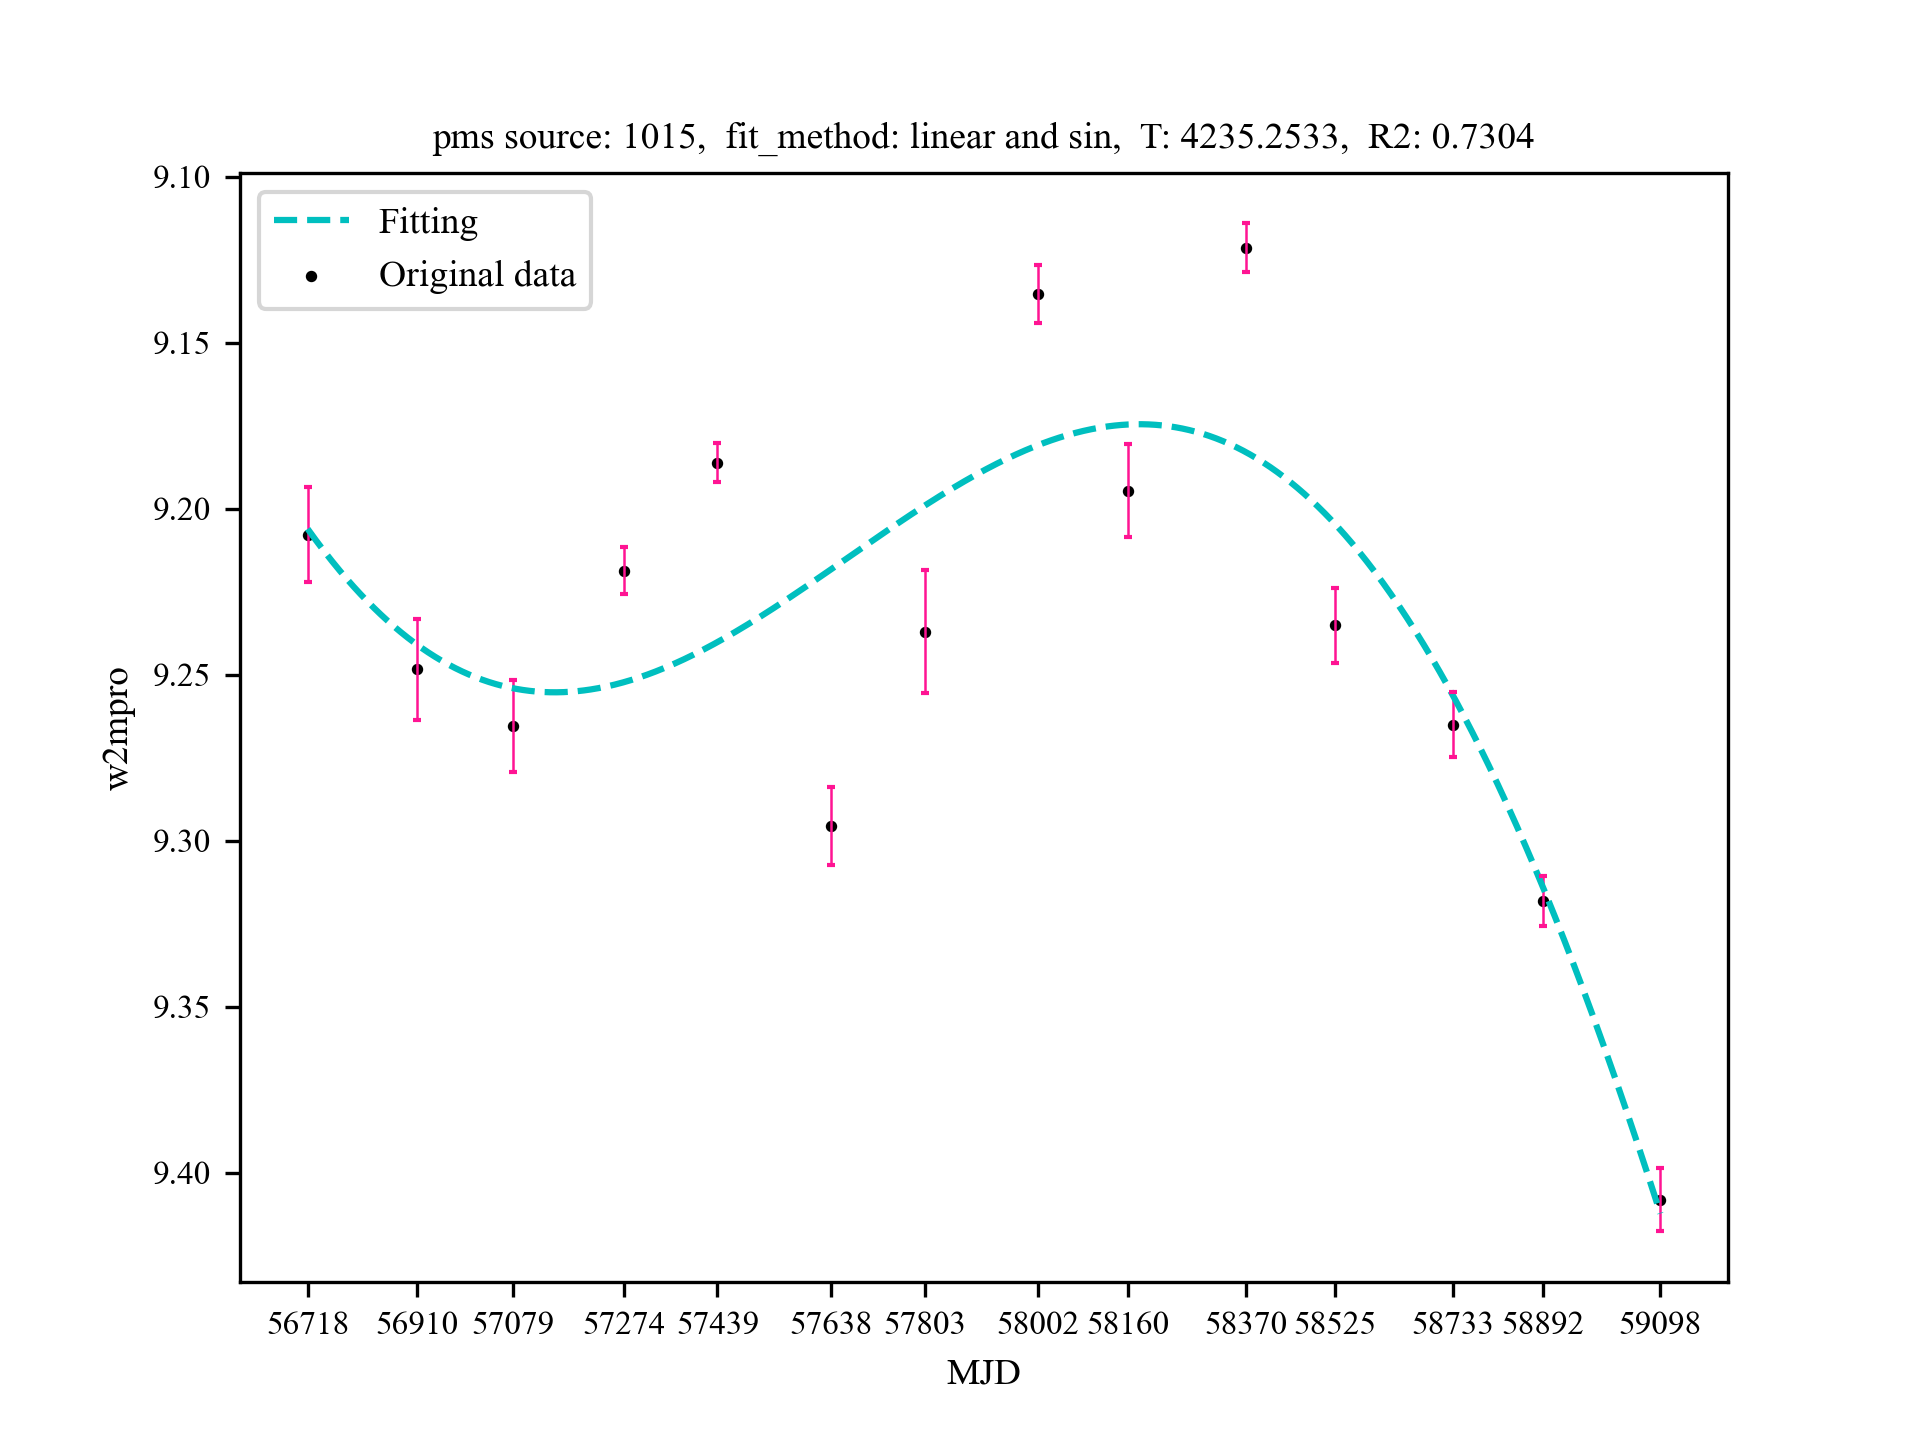 pms source: 1015, fit_method: linear and sin, T: 4235.2533, R2: 0.7304
Fitting
Original data
9.10
9.15
9.20
9.25
9.30
9.35
9.40
w2mpro
56718 56910 57079 57274 57439 57638 57803 58002 58160 58370 58525 58733 58892 59098
MJD